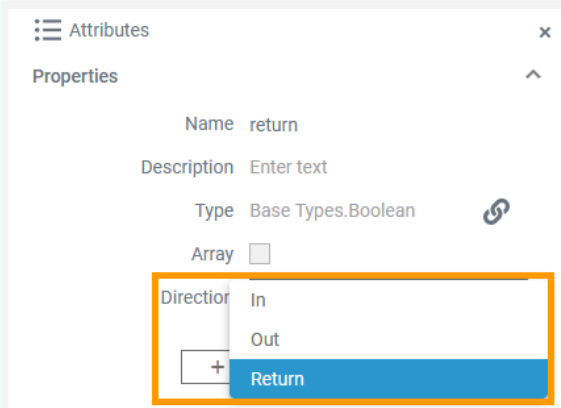 Attributes
×
Properties
Name return
Description Enter text
Type Base Types.Boolean
Array
Direction In
Out
+ Return